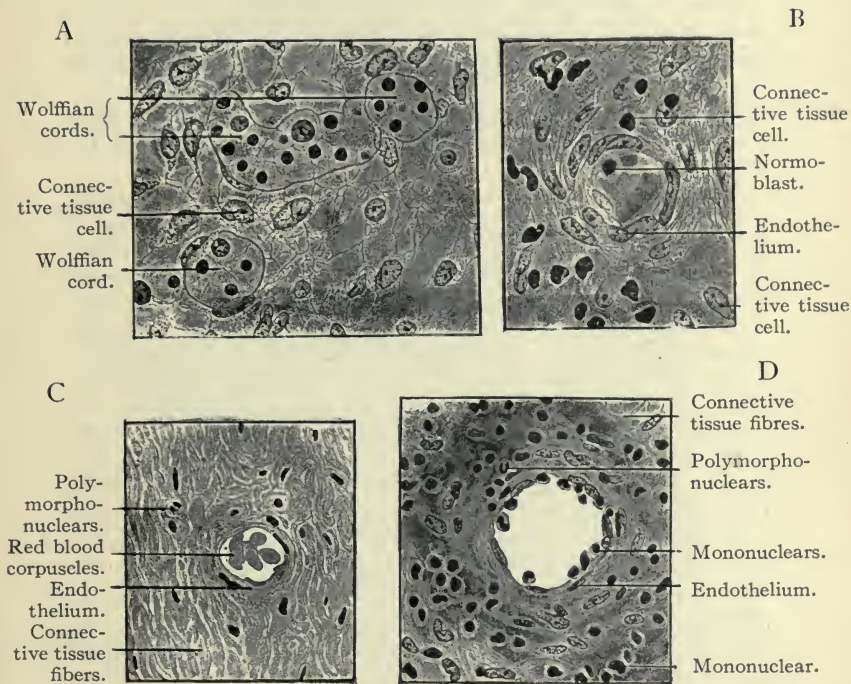 A
Wolffian
cords.
Connec-
tive tissue
cell.
Wolffian
cord.
B
Connec-
tive tissue
cell.
Normo-
blast.
Endothe-
lium.
Connec-
tive tissue
cell.
C
Poly-
morpho-
nuclears.
Red blood
corpuscles.
Endo-
thelium.
Connec-
tive tissue
fibers.
D
Connective
tissue fibres.
Polymorpho-
nuclears.
Mononuclears.
Endothelium.
Mononuclear.